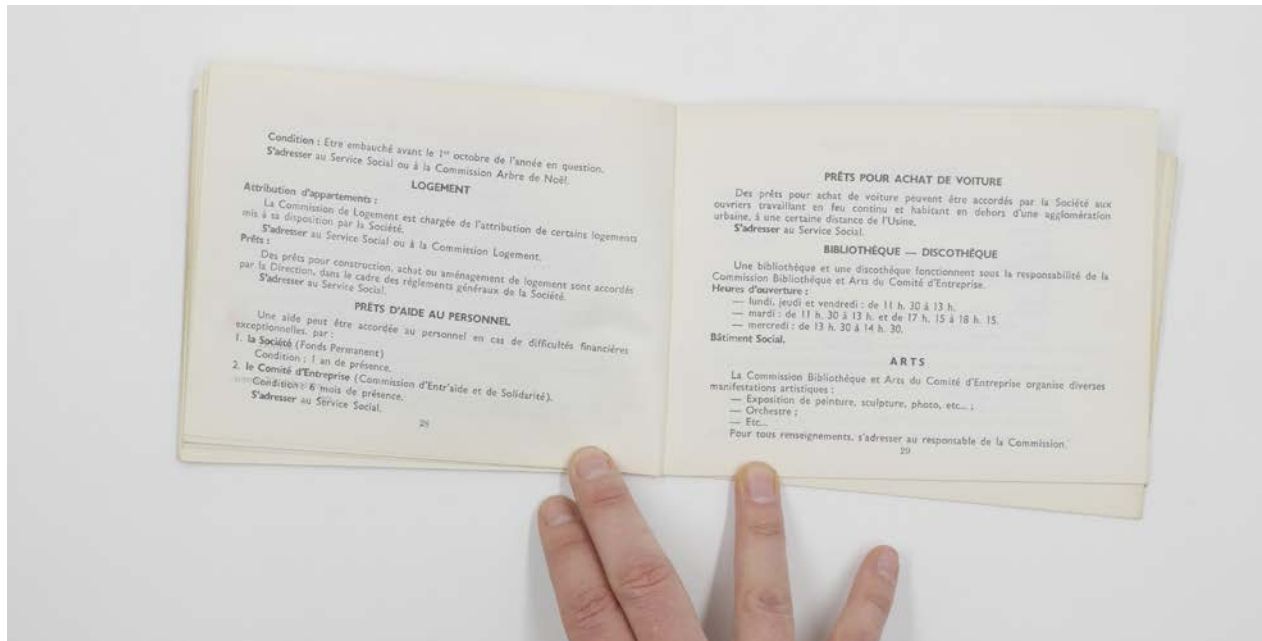 Condition : Etre embauché avant le 1er octobre de l'année en question.
S'adresser au Service Social ou à la Commission Arbre de Noël.
LOGEMENT
Attribution d'appartements :
La Commission de Logement est chargée de l'attribution de certains logements
mis à sa disposition par la Société.
S'adresser au Service Social ou à la Commission Logement.
Prêts :
Des prêts pour construction, achat ou aménagement de logement sont accordés
par la Direction, dans le cadre des règlements généraux de la Société.
S'adresser au Service Social.
PRÊTS D'AIDE AU PERSONNEL
Une aide peut être accordée au personnel en cas de difficultés financières
exceptionnelles, par :
1. la Société (Fonds Permanent)
Condition : 1 an de présence.
2. le Comité d'Entreprise (Commission d'Entr'aide et de Solidarité).
Condition : 6 mois de présence.
S'adresser au Service Social.
28
PRÊTS POUR ACHAT DE VOITURE
Des prêts pour achat de voiture peuvent être accordés par la Société aux
ouvriers travaillant en feu continu et habitant en dehors d'une agglomération
urbaine, à une certaine distance de l'Usine.
S'adresser au Service Social.
BIBLIOTHÈQUE — DISCOTHÈQUE
Une bibliothèque et une discothèque fonctionnent sous la responsabilité de la
Commission Bibliothèque et Arts du Comité d'Entreprise.
Heures d'ouverture :
— lundi, jeudi et vendredi : de 11 h. 30 à 13 h.
— mardi : de 11 h. 30 à 13 h. et de 17 h. 15 à 18 h. 15.
— mercredi : de 13 h. 30 à 14 h. 30.
Bâtiment Social.
ARTS
La Commission Bibliothèque et Arts du Comité d'Entreprise organise diverses
manifestations artistiques :
— Exposition de peinture, sculpture, photo, etc... ;
— Orchestre ;
— Etc...
Pour tous renseignements, s'adresser au responsable de la Commission.
29